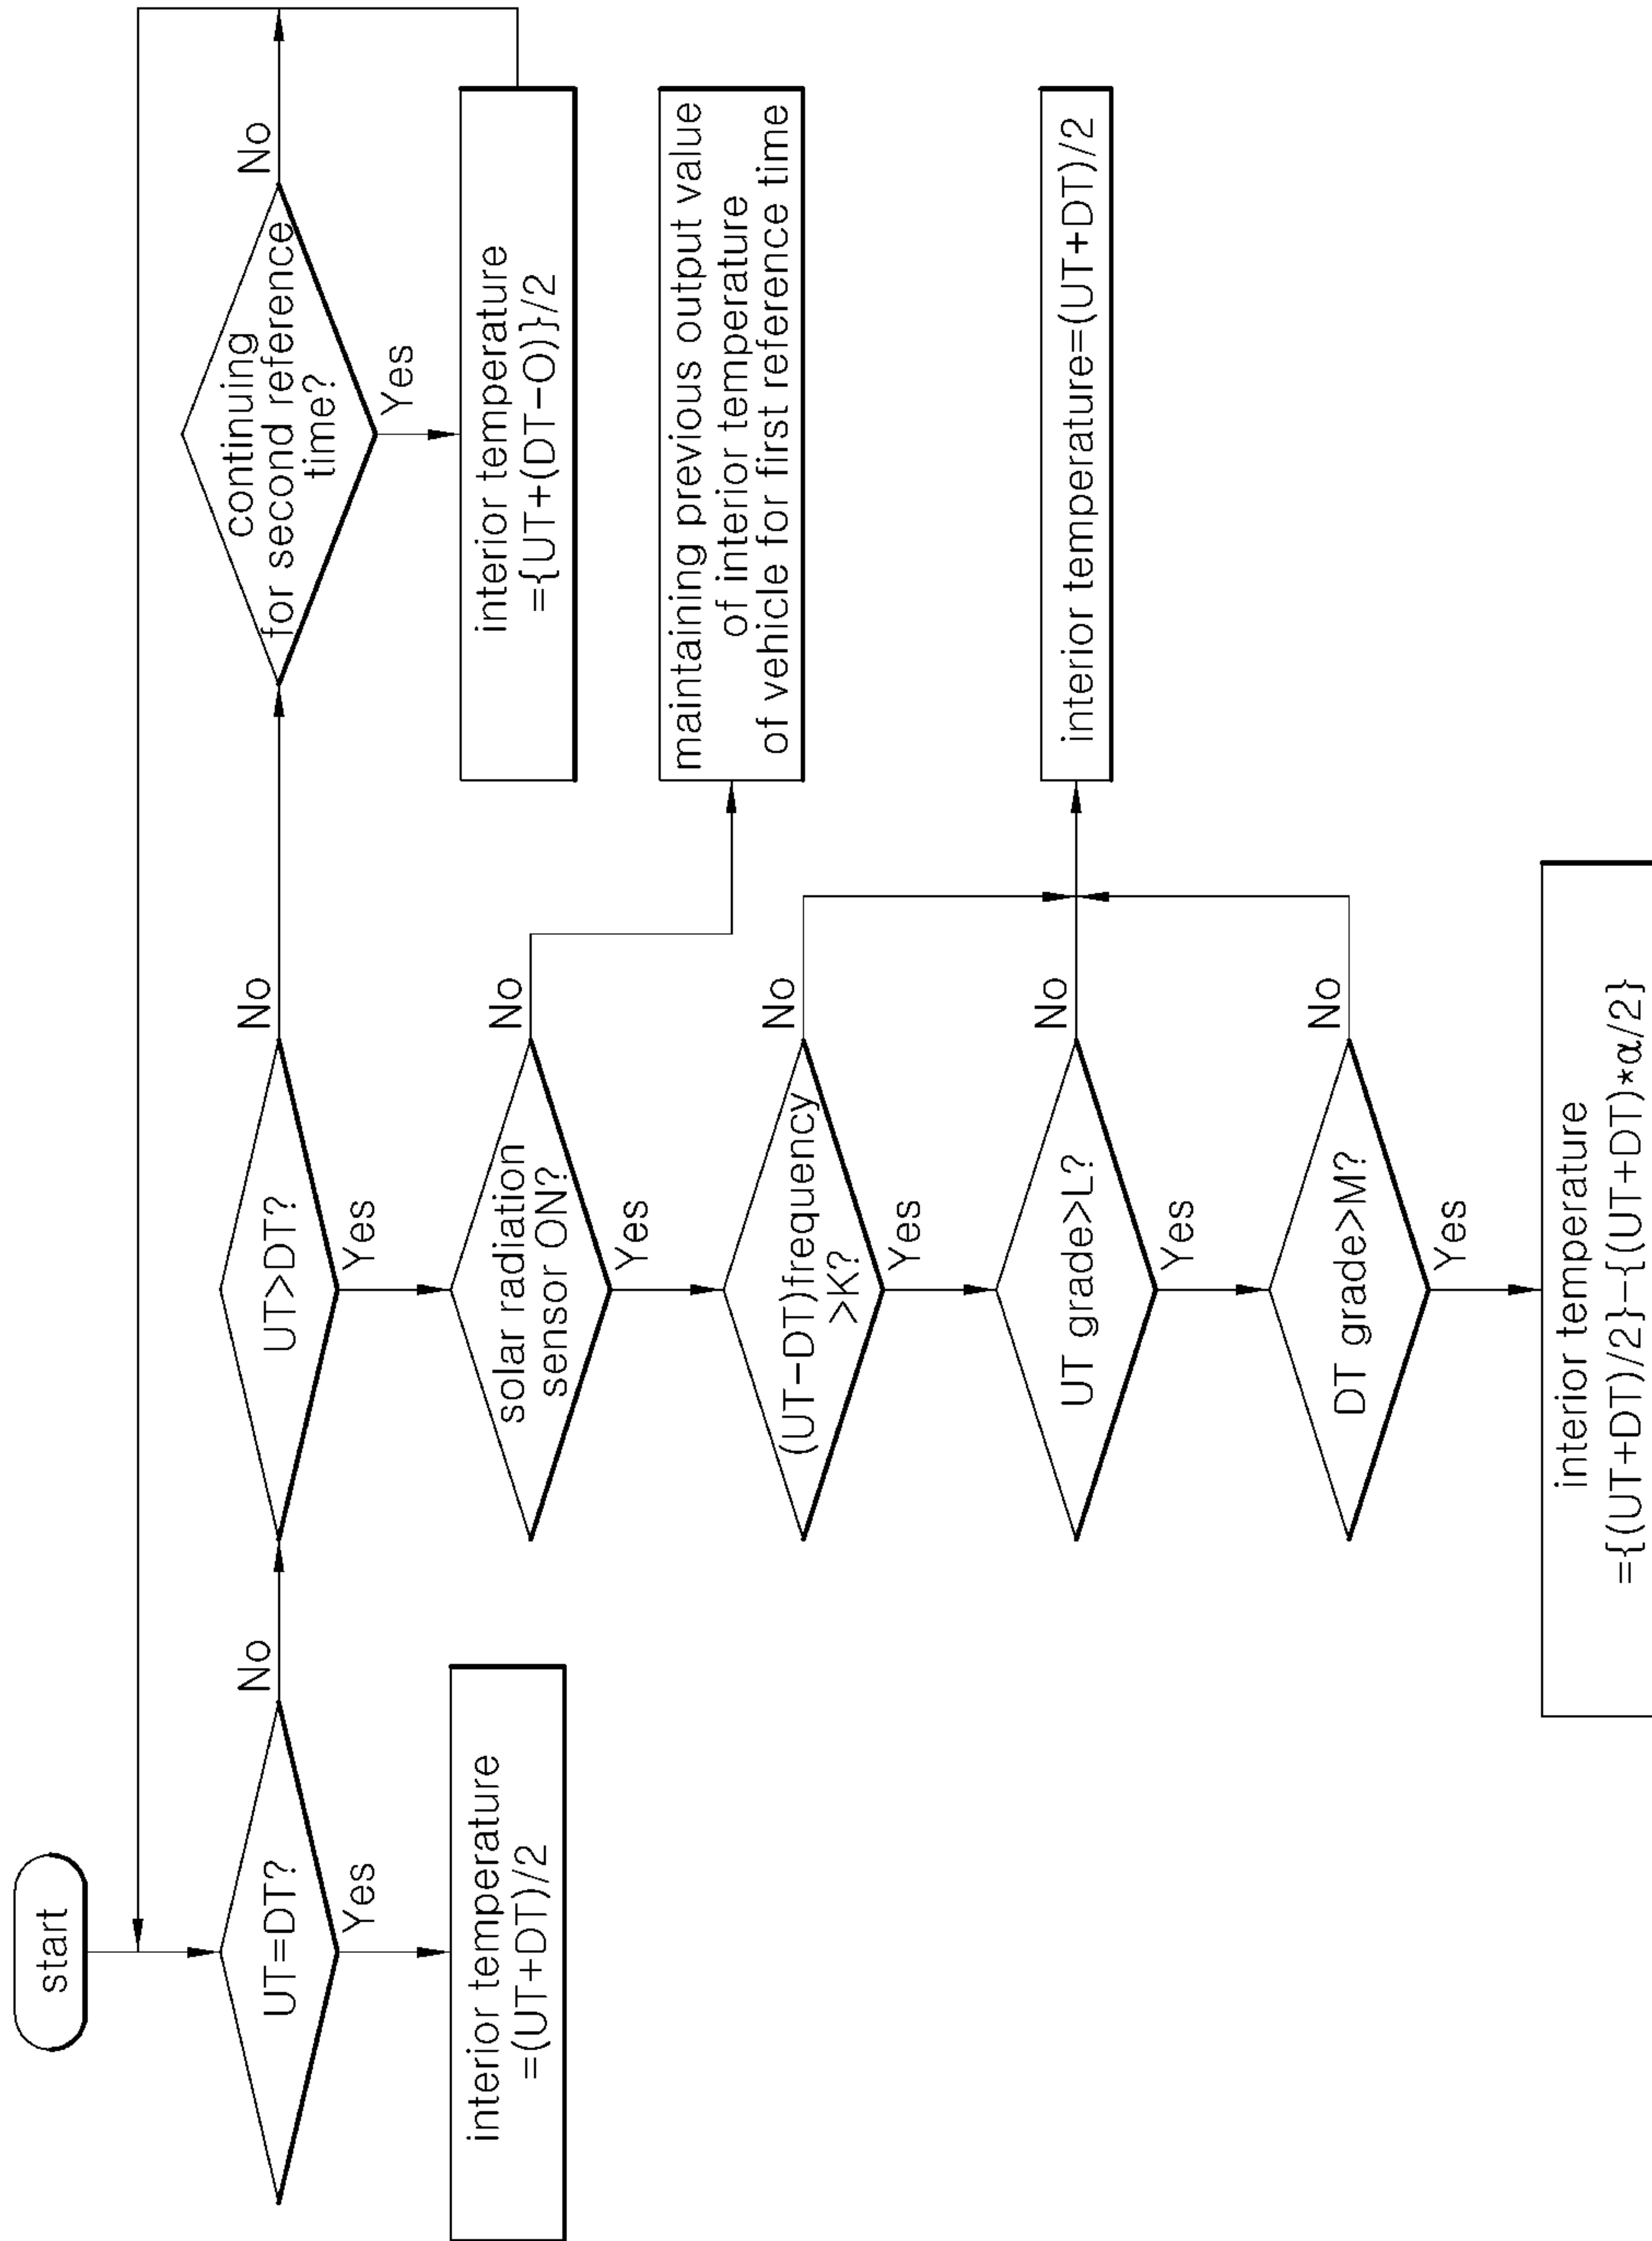 start
UT=DT?
No
Yes
interior temperature
=(UT+DT)/2
UT>DT?
No
Yes
continuing
for second reference
time?
No
Yes
interior temperature
={UT+(DT-O)}/2
solar radiation
sensor ON?
No
Yes
maintaining previous output value
of interior temperature
of vehicle for first reference time
(UT-DT)frequency
>K?
No
Yes
UT grade>L?
No
Yes
interior temperature=(UT+DT)/2
DT grade>M?
No
Yes
interior temperature
={(UT+DT)/2}-{(UT+DT)*α/2}